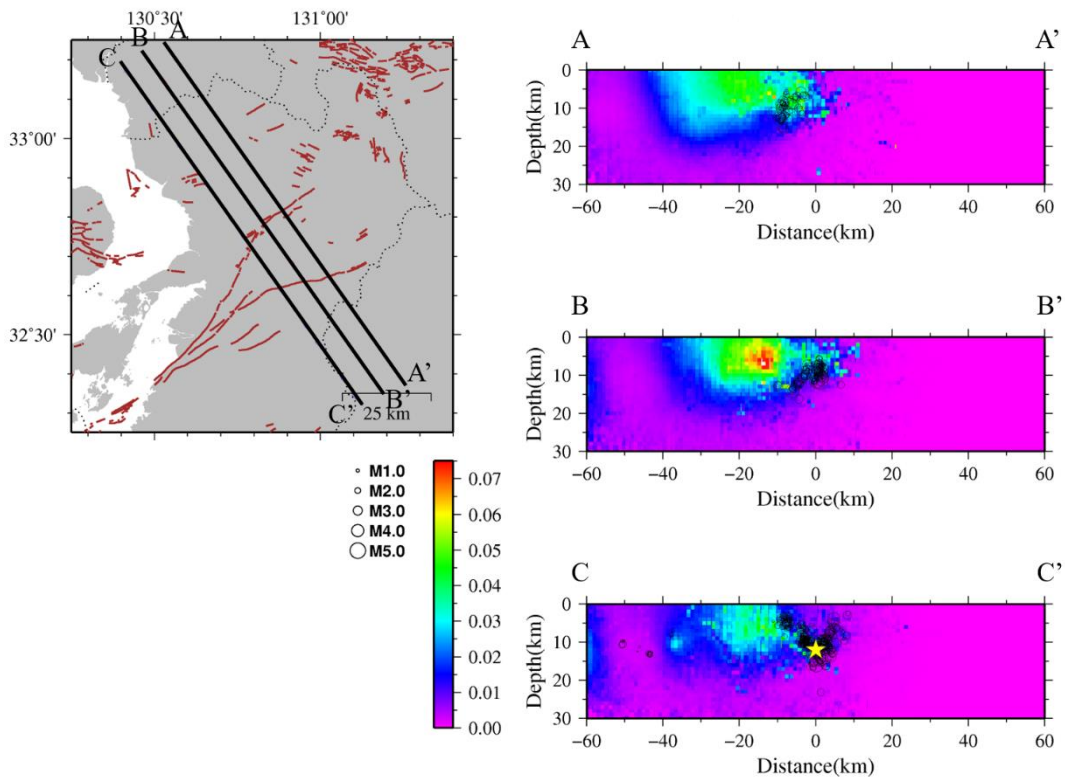 130°30' 131°00'
A
B
C
33°00'
32°30'
A'
B'
C'
25 km
M1.0
M2.0
M3.0
M4.0
M5.0
0.07
0.06
0.05
0.04
0.03
0.02
0.01
0.00
A A'
Depth(km)
0
10
20
30
−60 −40 −20 0 20 40 60
Distance(km)
B B'
Depth(km)
0
10
20
30
−60 −40 −20 0 20 40 60
Distance(km)
C C'
Depth(km)
0
10
20
30
−60 −40 −20 0 20 40 60
Distance(km)